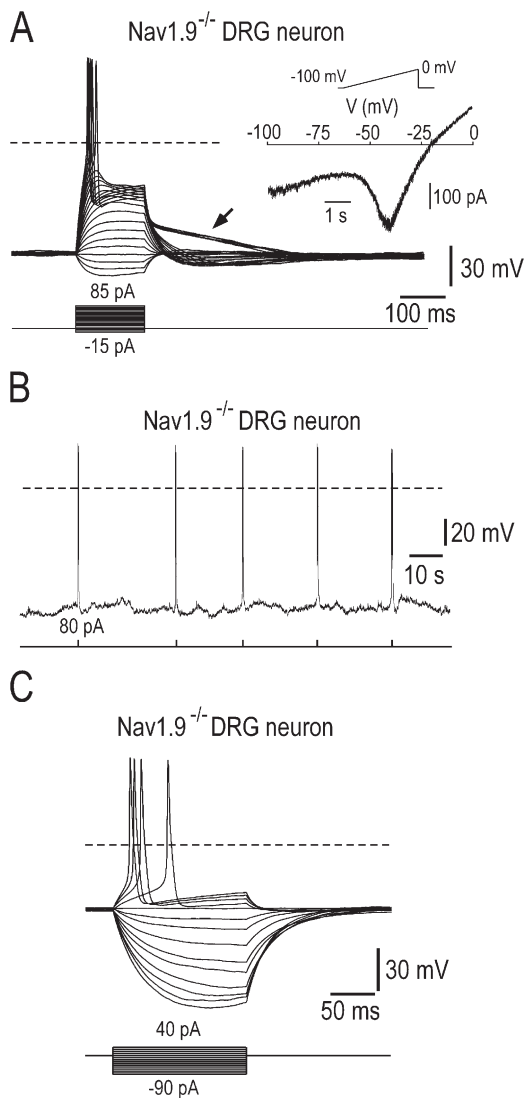 A
Nav1.9-/- DRG neuron
-100 mV
0 mV
V (mV)
-100 -75 -50 -25 0
1 s
100 pA
85 pA
-15 pA
30 mV
100 ms
B
Nav1.9-/- DRG neuron
20 mV
10 s
80 pA
C
Nav1.9-/- DRG neuron
30 mV
50 ms
40 pA
-90 pA